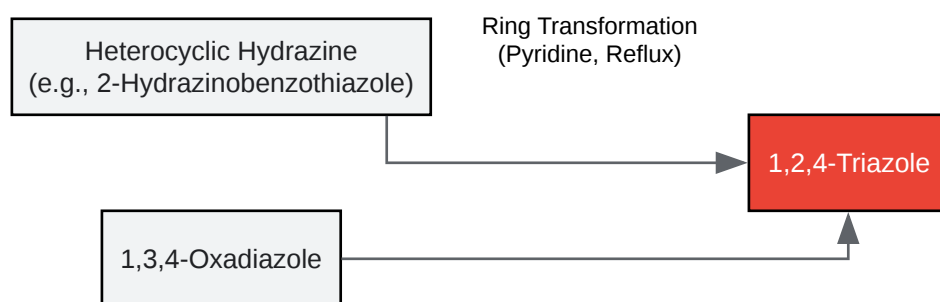 Heterocyclic Hydrazine
(e.g., 2-Hydrazinobenzothiazole)
Ring Transformation
(Pyridine, Reflux)
1,2,4-Triazole
1,3,4-Oxadiazole